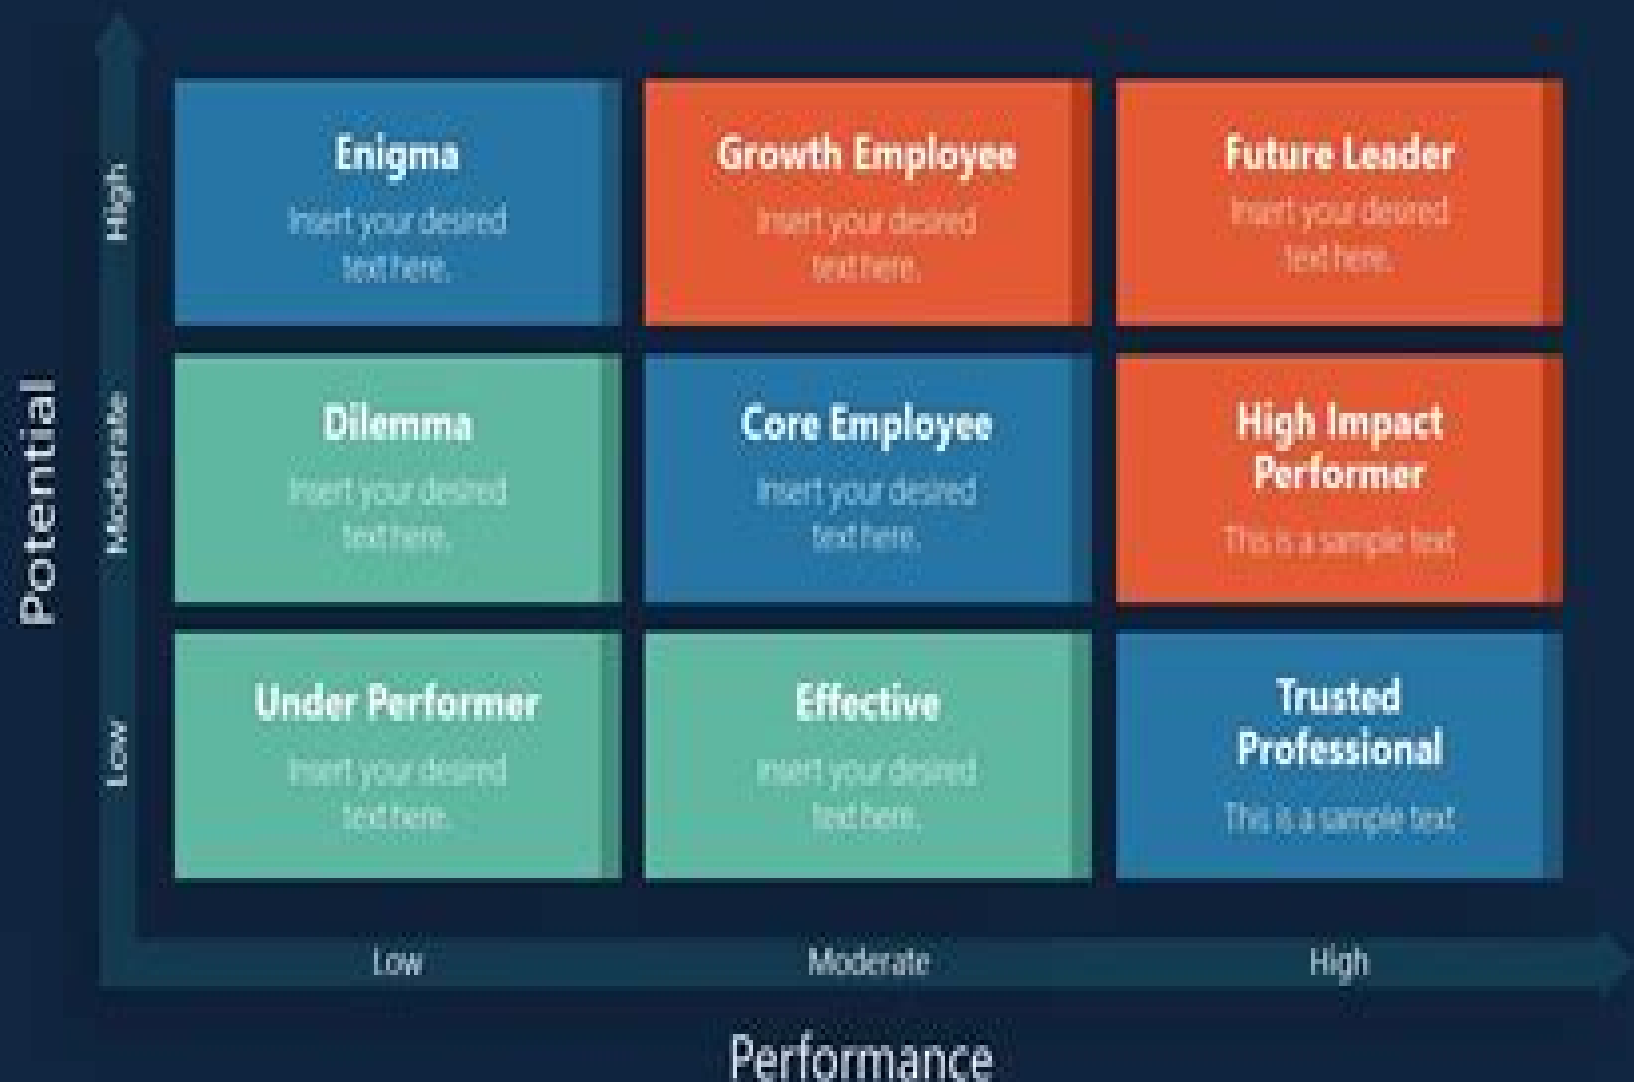 Potential
High
Enigma
Insert your desired
text here.
Growth Employee
Insert your desired
text here.
Future Leader
Insert your desired
text here.
Moderate
Dilemma
Insert your desired
text here.
Core Employee
Insert your desired
text here.
High Impact
Performer
This is a sample text
Low
Under Performer
Insert your desired
text here.
Effective
Insert your desired
text here.
Trusted
Professional
This is a sample text
Low
Moderate
High
Performance